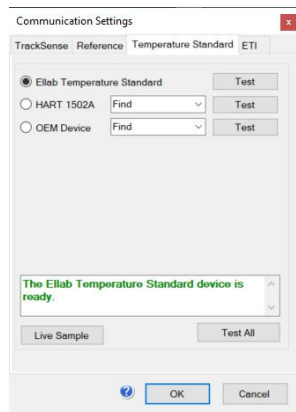 Communication Settings
x
TrackSense Reference Temperature Standard ETI
Ellab Temperature Standard Test
HART 1502A Find Test
OEM Device Find Test
The Ellab Temperature Standard device is
ready.
Live Sample Test All
? OK Cancel